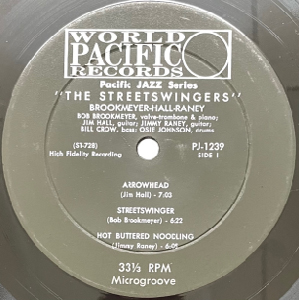 WORLD
PACIFIC
RECORDS
Pacific JAZZ Series
"THE STREETSWINGERS"
BROOKMEYER-HALL-RANEY
BOB BROOKMEYER, valve-trombone & piano;
JIM HALL, guitar; JIMMY RANEY, guitar;
BILL CROW, bass; OSIE JOHNSON, drums
(ST-728)
PJ-1239
High Fidelity Recording
SIDE 1
ARROWHEAD
(Jim Hall) - 7:03
STREETSWINGER
(Bob Brookmeyer) - 6:22
HOT BUTTERED NOODLING
(Jimmy Raney) - 6:05
33⅓ RPM
Microgroove